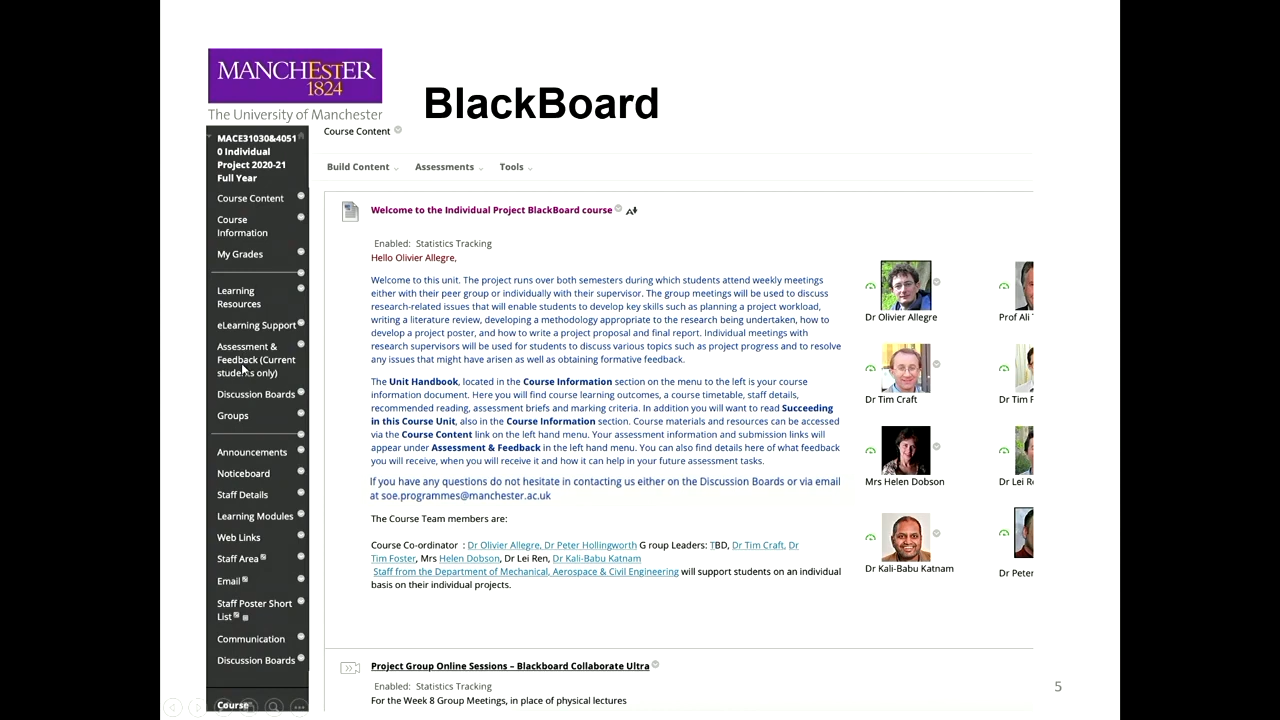 MANCHESTER
1824
The University of Manchester
BlackBoard
MACE31030&4051
0 Individual
Project 2020-21
Full Year
Course Content
Course
Information
My Grades
Learning
Resources
eLearning Support
Assessment &
Feedback (Current
students only)
Discussion Boards
Groups
Announcements
Noticeboard
Staff Details
Learning Modules
Web Links
Staff Area
Email
Staff Poster Short
List
Communication
Discussion Boards
Course
Course Content
Build Content
Assessments
Tools
Welcome to the Individual Project BlackBoard course
Enabled: Statistics Tracking
Hello Olivier Allegre,
Welcome to this unit. The project runs over both semesters during which students attend weekly meetings
either with their peer group or individually with their supervisor. The group meetings will be used to discuss
research-related issues that will enable students to develop key skills such as planning a project workload,
writing a literature review, developing a methodology appropriate to the research being undertaken, how to
develop a project poster, and how to write a project proposal and final report. Individual meetings with
research supervisors will be used for students to discuss various topics such as project progress and to resolve
any issues that might have arisen as well as obtaining formative feedback.
The Unit Handbook, located in the Course Information section on the menu to the left is your course
information document. Here you will find course learning outcomes, a course timetable, staff details,
recommended reading, assessment briefs and marking criteria. In addition you will want to read Succeeding
in this Course Unit, also in the Course Information section. Course materials and resources can be accessed
via the Course Content link on the left hand menu. Your assessment information and submission links will
appear under Assessment & Feedback in the left hand menu. You can also find details here of what feedback
you will receive, when you will receive it and how it can help in your future assessment tasks.
If you have any questions do not hesitate in contacting us either on the Discussion Boards or via email
at soe.programmes@manchester.ac.uk
The Course Team members are:
Course Co-ordinator : Dr Olivier Allegre, Dr Peter Hollingworth G roup Leaders: TBD, Dr Tim Craft, Dr
Tim Foster, Mrs Helen Dobson, Dr Lei Ren, Dr Kali-Babu Katnam
Staff from the Department of Mechanical, Aerospace & Civil Engineering will support students on an individual
basis on their individual projects.
Dr Olivier Allegre
Prof Ali T
Dr Tim Craft
Dr Tim F
Mrs Helen Dobson
Dr Lei Re
Dr Kali-Babu Katnam
Dr Peter
Project Group Online Sessions – Blackboard Collaborate Ultra
Enabled: Statistics Tracking
For the Week 8 Group Meetings, in place of physical lectures
5